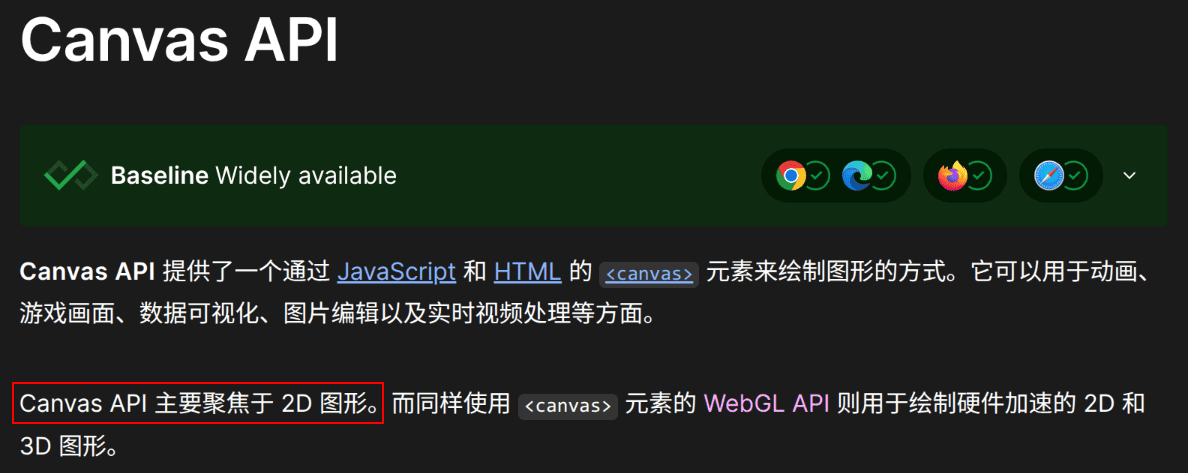 Canvas API
Baseline Widely available
Canvas API 提供了一个通过 JavaScript 和 HTML 的 <canvas> 元素来绘制图形的方式。它可以用于动画、
游戏画面、数据可视化、图片编辑以及实时视频处理等方面。
Canvas API 主要聚焦于 2D 图形。而同样使用 <canvas> 元素的 WebGL API 则用于绘制硬件加速的 2D 和
3D 图形。